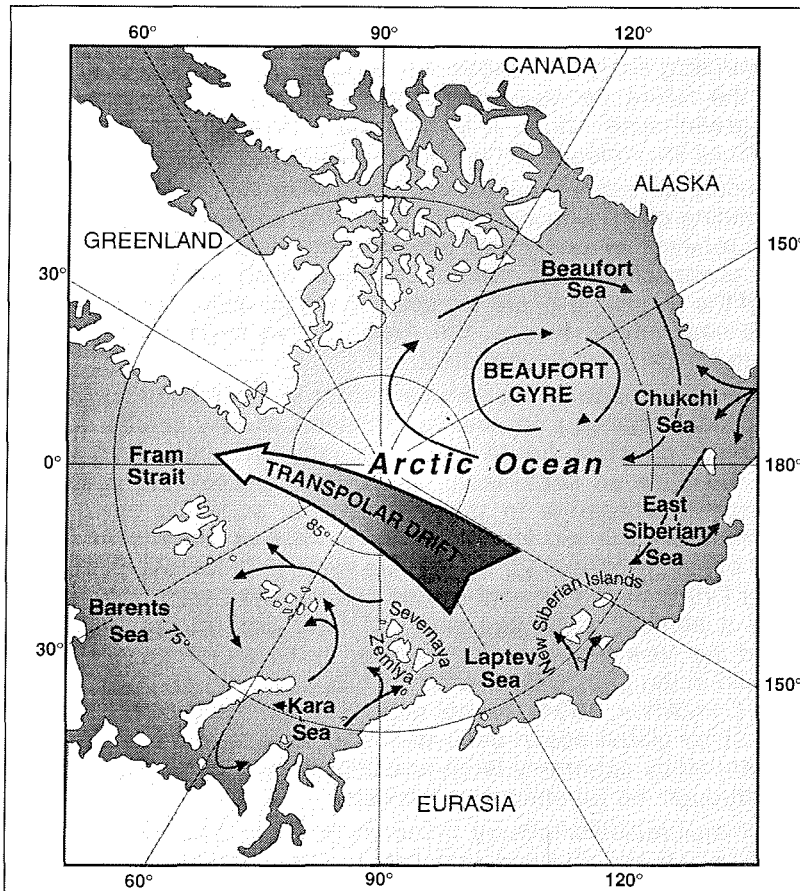 60°
90°
120°
CANADA
ALASKA
GREENLAND
150°
30°
Beaufort
Sea
BEAUFORT
GYRE
Chukchi
Sea
Fram
Strait
0°
Arctic Ocean
180°
TRANSPOLAR DRIFT
East
Siberian
Sea
85°
New Siberian Islands
Barents
Sea
75°
Severnaya
Zemlya
Laptev
Sea
30°
150°
Kara
Sea
EURASIA
60°
90°
120°